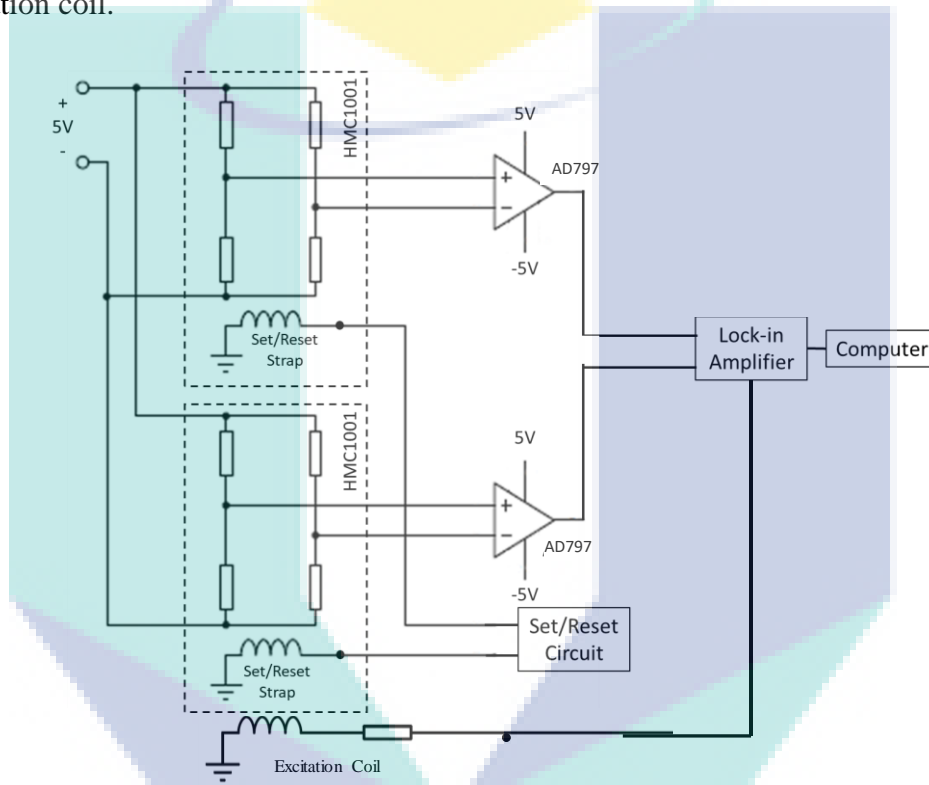 tion coil.
+
5V
-
HMC1001
Set/Reset
Strap
5V
+
−
AD797
-5V
Lock-in
Amplifier
Computer
HMC1001
Set/Reset
Strap
5V
+
−
AD797
-5V
Set/Reset
Circuit
Excitation Coil